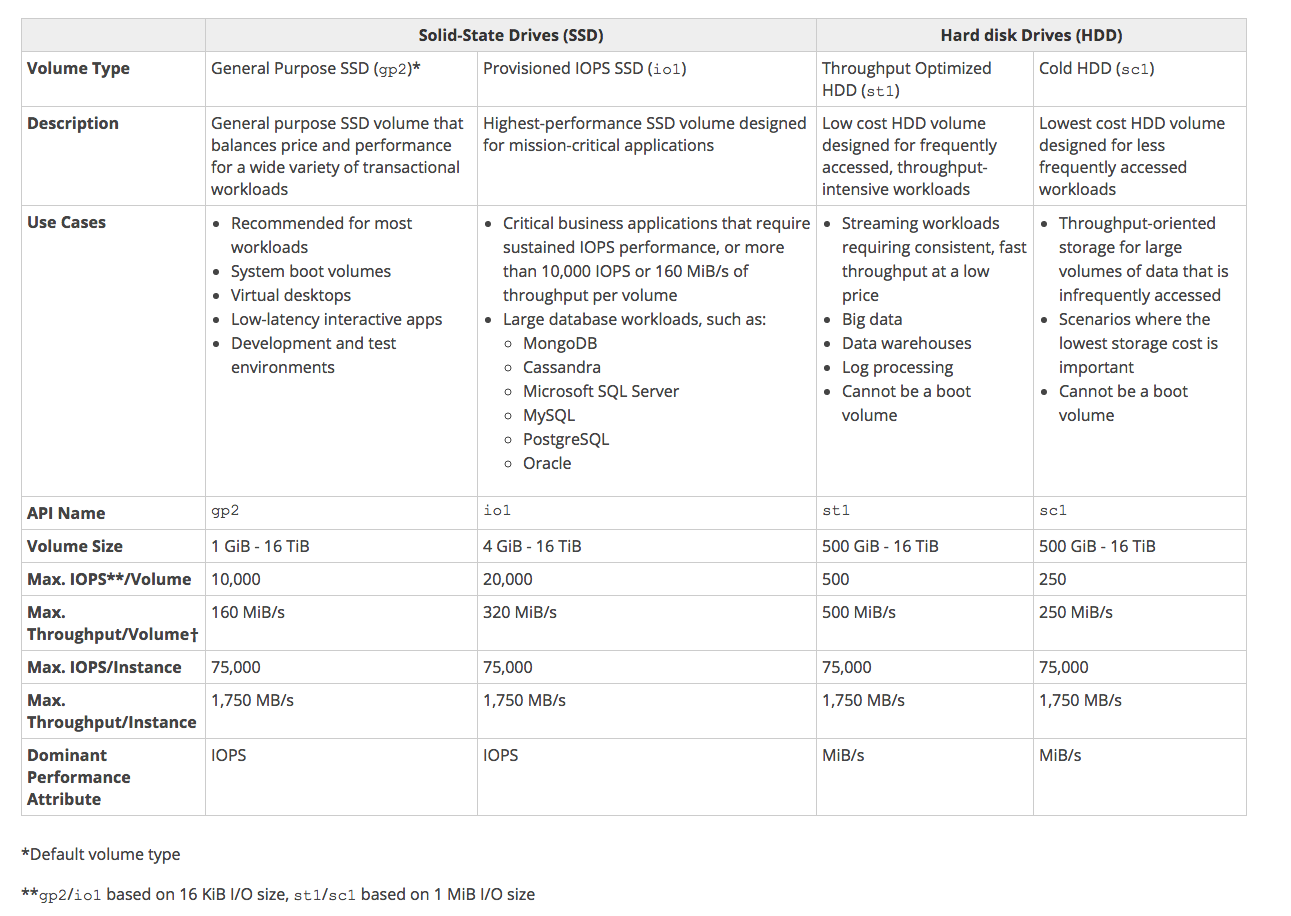 Solid-State Drives (SSD)
Hard disk Drives (HDD)
Volume Type
General Purpose SSD (gp2)*
Provisioned IOPS SSD (io1)
Throughput Optimized
HDD (st1)
Cold HDD (sc1)
Description
General purpose SSD volume that
balances price and performance
for a wide variety of transactional
workloads
Highest-performance SSD volume designed
for mission-critical applications
Low cost HDD volume
designed for frequently
accessed, throughput-
intensive workloads
Lowest cost HDD volume
designed for less
frequently accessed
workloads
Use Cases
• Recommended for most
workloads
• System boot volumes
• Virtual desktops
• Low-latency interactive apps
• Development and test
environments
• Critical business applications that require
sustained IOPS performance, or more
than 10,000 IOPS or 160 MiB/s of
throughput per volume
• Large database workloads, such as:
◦ MongoDB
◦ Cassandra
◦ Microsoft SQL Server
◦ MySQL
◦ PostgreSQL
◦ Oracle
• Streaming workloads
requiring consistent, fast
throughput at a low
price
• Big data
• Data warehouses
• Log processing
• Cannot be a boot
volume
• Throughput-oriented
storage for large
volumes of data that is
infrequently accessed
• Scenarios where the
lowest storage cost is
important
• Cannot be a boot
volume
API Name
gp2
io1
st1
sc1
Volume Size
1 GiB - 16 TiB
4 GiB - 16 TiB
500 GiB - 16 TiB
500 GiB - 16 TiB
Max. IOPS**/Volume
10,000
20,000
500
250
Max.
Throughput/Volume†
160 MiB/s
320 MiB/s
500 MiB/s
250 MiB/s
Max. IOPS/Instance
75,000
75,000
75,000
75,000
Max.
Throughput/Instance
1,750 MB/s
1,750 MB/s
1,750 MB/s
1,750 MB/s
Dominant
Performance
Attribute
IOPS
IOPS
MiB/s
MiB/s
*Default volume type
**gp2/io1 based on 16 KiB I/O size, st1/sc1 based on 1 MiB I/O size